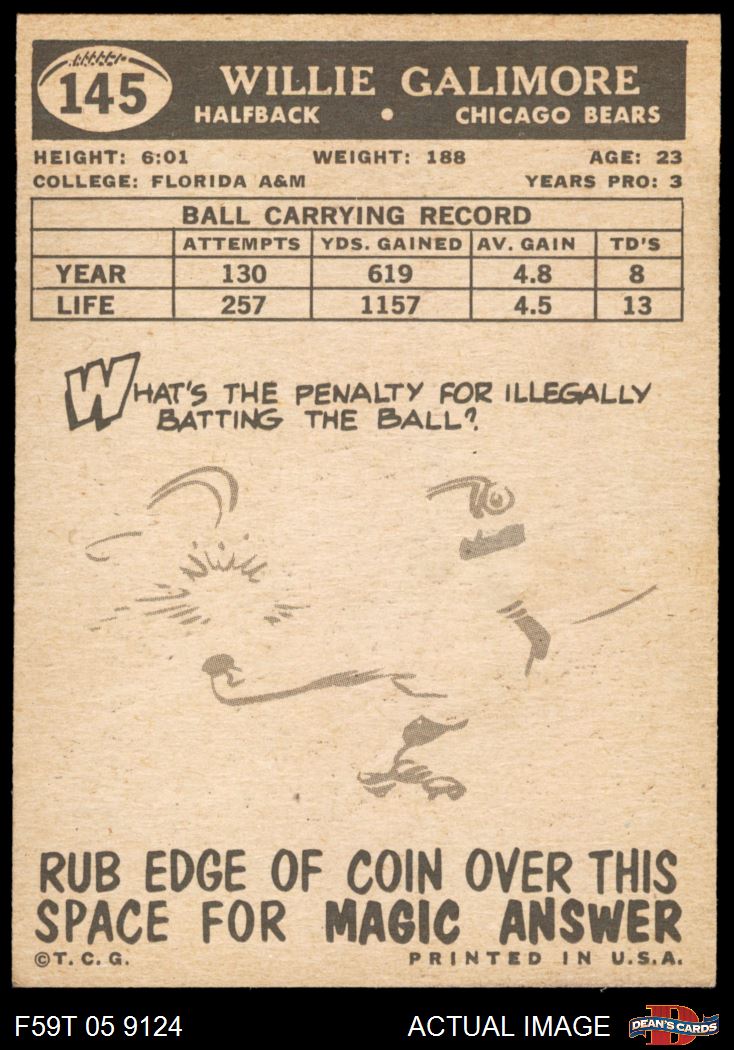 145
WILLIE GALIMORE
HALFBACK • CHICAGO BEARS
HEIGHT: 6:01 WEIGHT: 188 AGE: 23
COLLEGE: FLORIDA A&M YEARS PRO: 3
BALL CARRYING RECORD
ATTEMPTS YDS. GAINED AV. GAIN TD'S
YEAR 130 619 4.8 8
LIFE 257 1157 4.5 13
WHAT'S THE PENALTY FOR ILLEGALLY
BATTING THE BALL?
RUB EDGE OF COIN OVER THIS
SPACE FOR MAGIC ANSWER
©T. C. G. PRINTED IN U.S.A.
F59T 05 9124 ACTUAL IMAGE DEAN'S CARDS